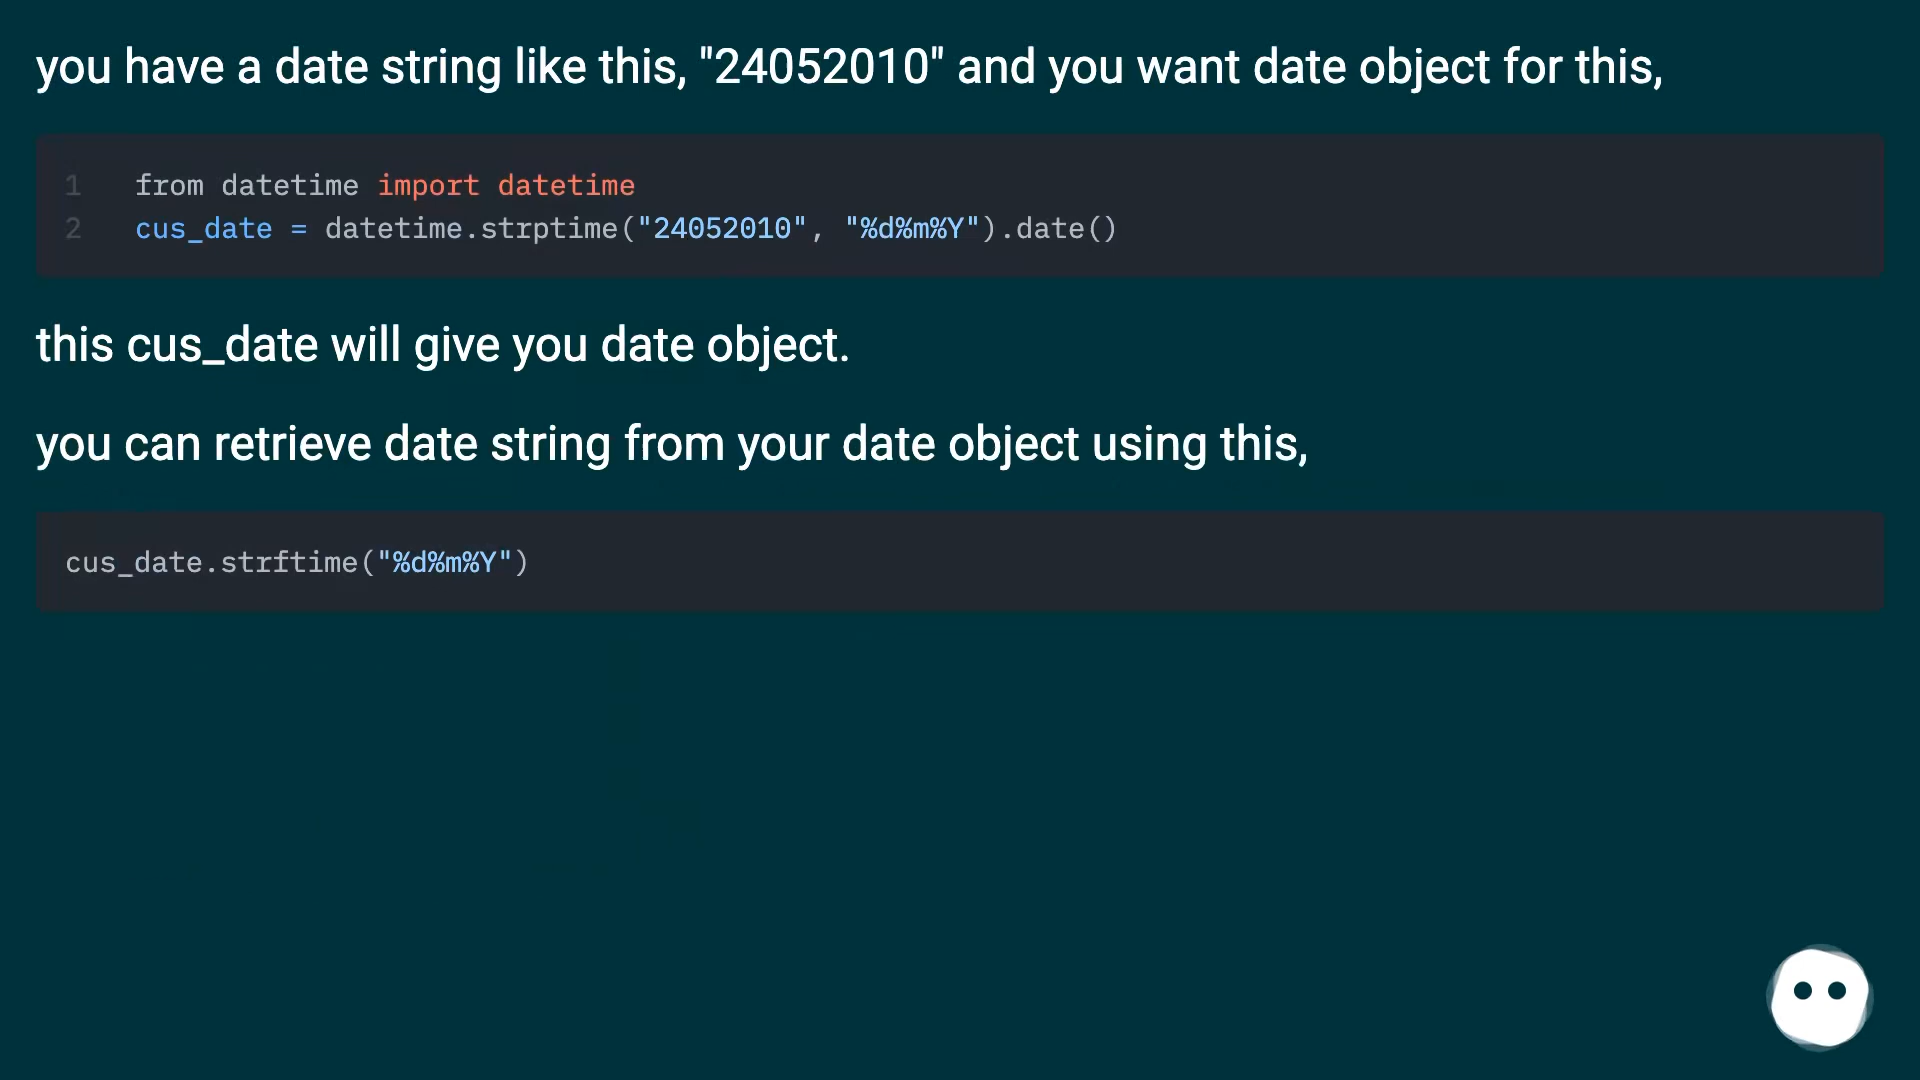 you have a date string like this, "24052010" and you want date object for this,
1 from datetime import datetime
2 cus_date = datetime.strptime("24052010", "%d%m%Y").date()
this cus_date will give you date object.
you can retrieve date string from your date object using this,
cus_date.strftime("%d%m%Y")